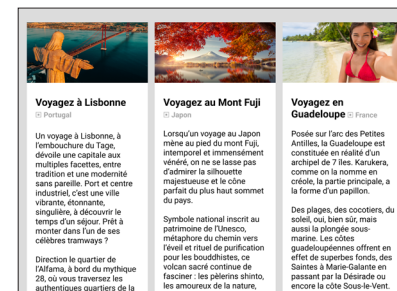 Voyagez à Lisbonne
Portugal
Un voyage à Lisbonne, à
l'embouchure du Tage,
dévoile une capitale aux
multiples facettes, entre
tradition et une modernité
sans pareille. Port et centre
industriel, c'est une ville
vibrante, étonnante,
singulière, à découvrir le
temps d'un séjour. Prêt à
monter dans l'un de ses
célèbres tramways ?
Direction le quartier de
l'Alfama, à bord du mythique
28, où vous traversez les
authentiques quartiers de la
Voyagez au Mont Fuji
Japon
Lorsqu'un voyage au Japon
mène au pied du mont Fuji,
intemporel et immensément
vénéré, on ne se lasse pas
d'admirer la silhouette
majestueuse et le cône
parfait du plus haut sommet
du pays.
Symbole national inscrit au
patrimoine de l'Unesco,
métaphore du chemin vers
l'éveil et rituel de purification
pour les bouddhistes, ce
volcan sacré continue de
fasciner : les pèlerins shinto,
les amoureux de la nature,
Voyagez en
Guadeloupe France
Posée sur l'arc des Petites
Antilles, la Guadeloupe est
constituée en réalité d'un
archipel de 7 îles. Karukera,
comme on la nomme en
créole, la partie principale, a
la forme d'un papillon.
Des plages, des cocotiers, du
soleil, oui, bien sûr, mais
aussi la plongée sous-
marine. Les côtes
guadeloupéennes offrent en
effet de superbes fonds, des
Saintes à Marie-Galante en
passant par la Désirade ou
encore la côte Sous-le-Vent.